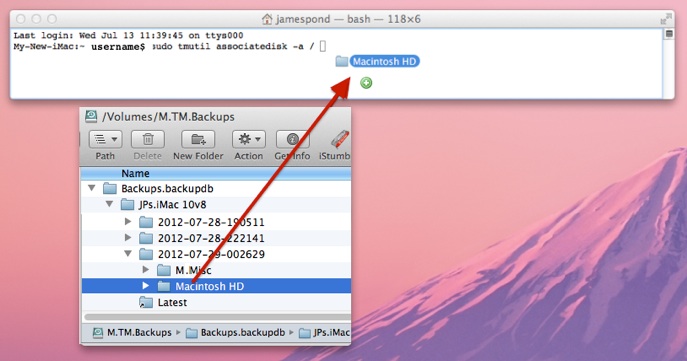 jamespond — bash — 118×6
Last login: Wed Jul 13 11:39:45 on ttys000
My-New-iMac:~ username$ sudo tmutil associatedisk -a /
Macintosh HD
/Volumes/M.TM.Backups
Path Delete New Folder Action Get Info iStumb
Name
Backups.backupdb
JPs.iMac 10v8
2012-07-28-190511
2012-07-28-222141
2012-07-29-002629
M.Misc
Macintosh HD
Latest
M.TM.Backups Backups.backupdb JPs.iMac